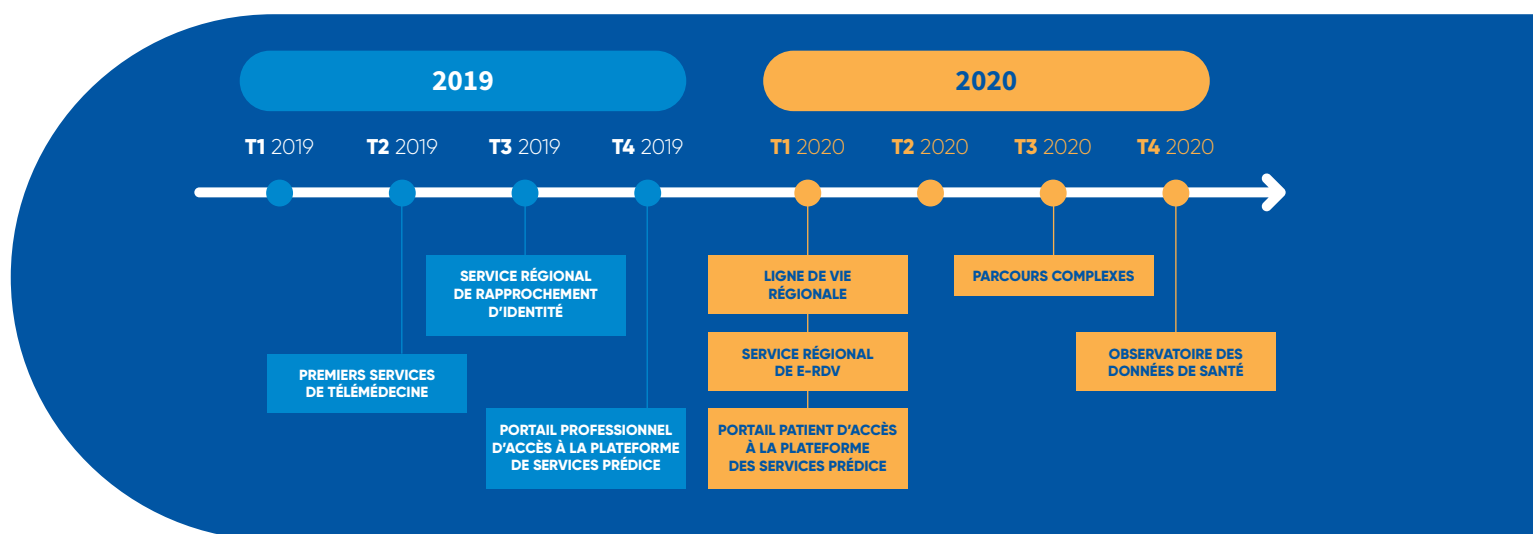 2019
2020
T1 2019
T2 2019
T3 2019
T4 2019
T1 2020
T2 2020
T3 2020
T4 2020
SERVICE RÉGIONAL
DE RAPPROCHEMENT
D'IDENTITÉ
PREMIERS SERVICES
DE TÉLÉMÉDECINE
PORTAIL PROFESSIONNEL
D'ACCÈS À LA PLATEFORME
DE SERVICES PRÉDICE
LIGNE DE VIE
RÉGIONALE
SERVICE RÉGIONAL
DE E-RDV
PORTAIL PATIENT D'ACCÈS
À LA PLATEFORME
DES SERVICES PRÉDICE
PARCOURS COMPLEXES
OBSERVATOIRE DES
DONNÉES DE SANTÉ